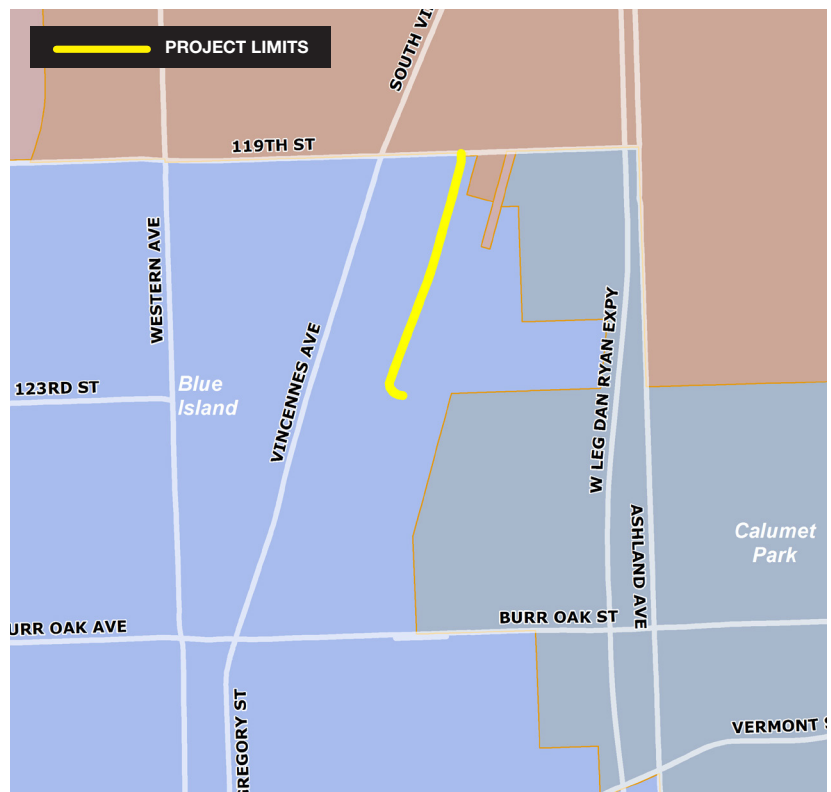 PROJECT LIMITS
SOUTH VI
119TH ST
WESTERN AVE
VINCENNES AVE
W LEG DAN RYAN EXPY
123RD ST
Blue
Island
ASHLAND AVE
Calumet
Park
URR OAK AVE
BURR OAK ST
GREGORY ST
VERMONT S